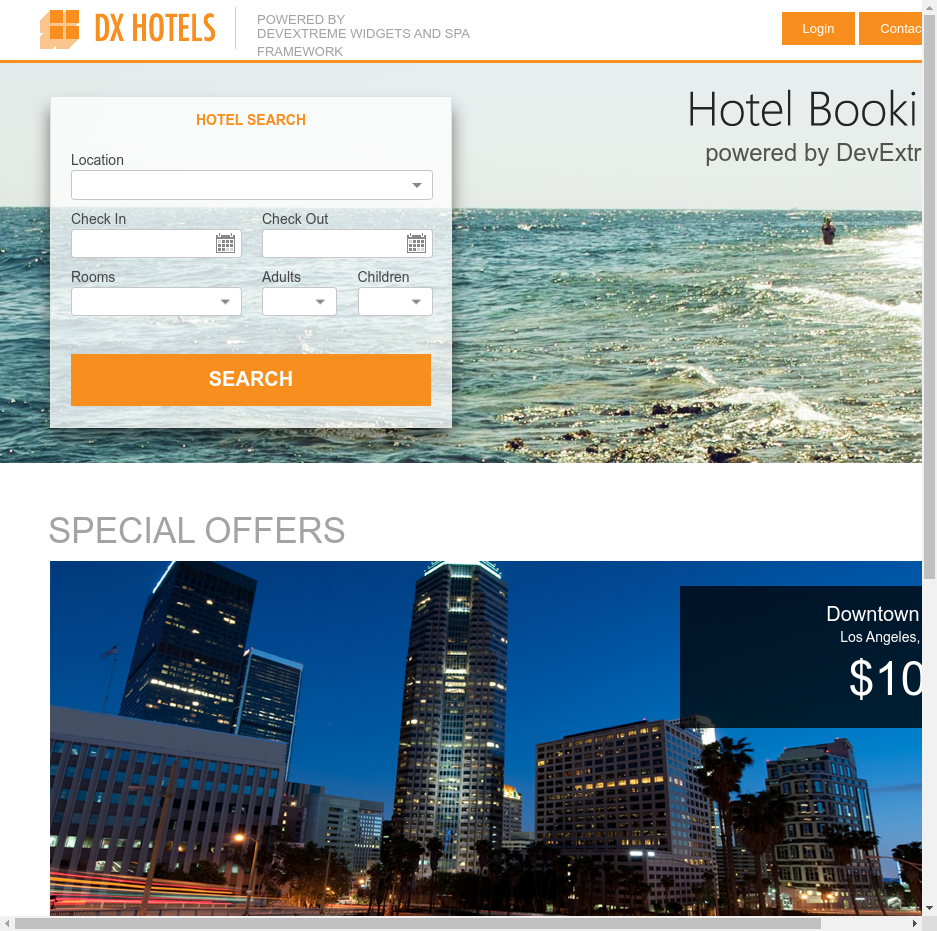 DX HOTELS
POWERED BY
DEVEXTREME WIDGETS AND SPA
FRAMEWORK
Login
Contac
HOTEL SEARCH
Location
Check In
Check Out
Rooms
Adults
Children
SEARCH
Hotel Booki
powered by DevExtr
SPECIAL OFFERS
Downtown
Los Angeles,
$10